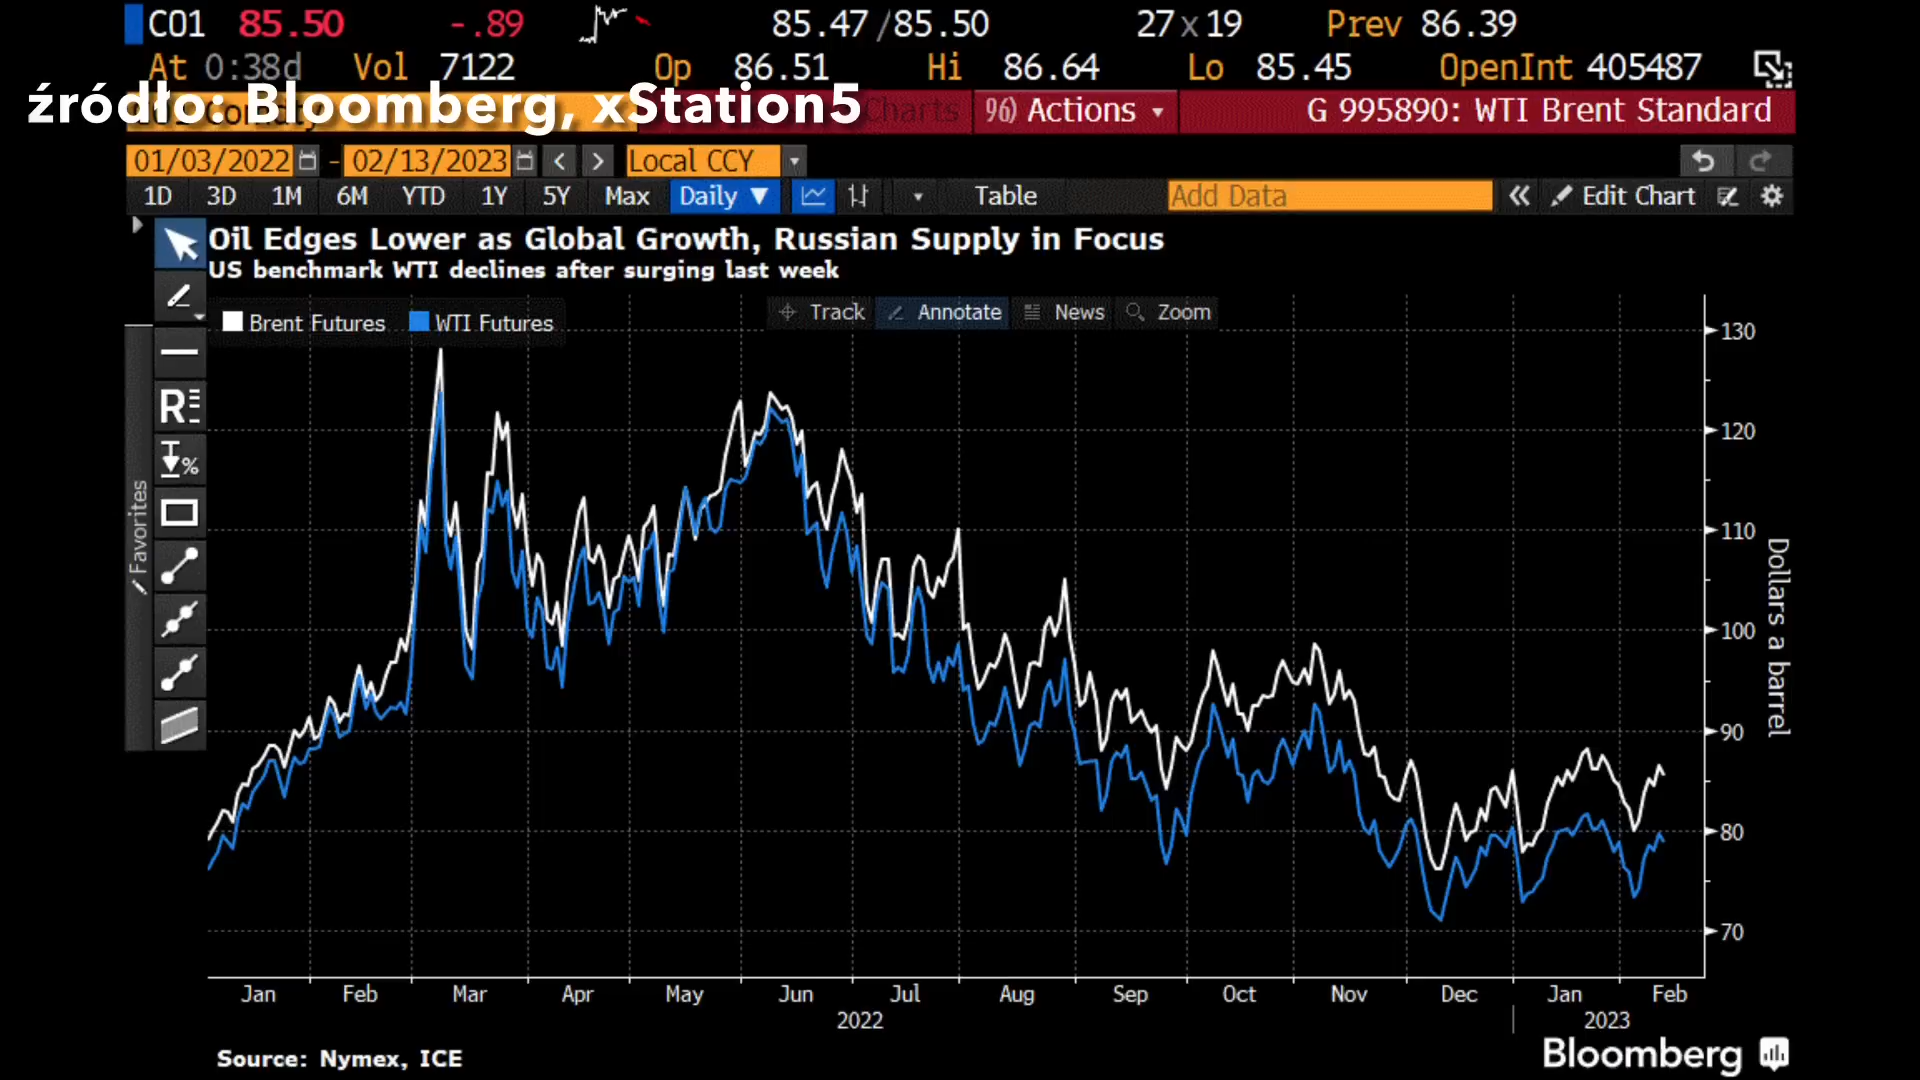 CO1 85.50 -.89 85.47/85.50 27x19 Prev 86.39
At 0:38d Vol 7122 Op 86.51 Hi 86.64 Lo 85.45 OpenInt 405487
źródło: Bloomberg, xStation5
Charts 96) Actions G 995890: WTI Brent Standard
01/03/2022 - 02/13/2023 Local CCY
1D 3D 1M 6M YTD 1Y 5Y Max Daily ▼ Table Add Data « Edit Chart
Oil Edges Lower as Global Growth, Russian Supply in Focus
US benchmark WTI declines after surging last week
Brent Futures WTI Futures Track Annotate News Zoom
130
120
110
100
90
80
70
Dollars a barrel
Favorites
R
%
Jan Feb Mar Apr May Jun Jul Aug Sep Oct Nov Dec Jan Feb
2022 2023
Source: Nymex, ICE
Bloomberg